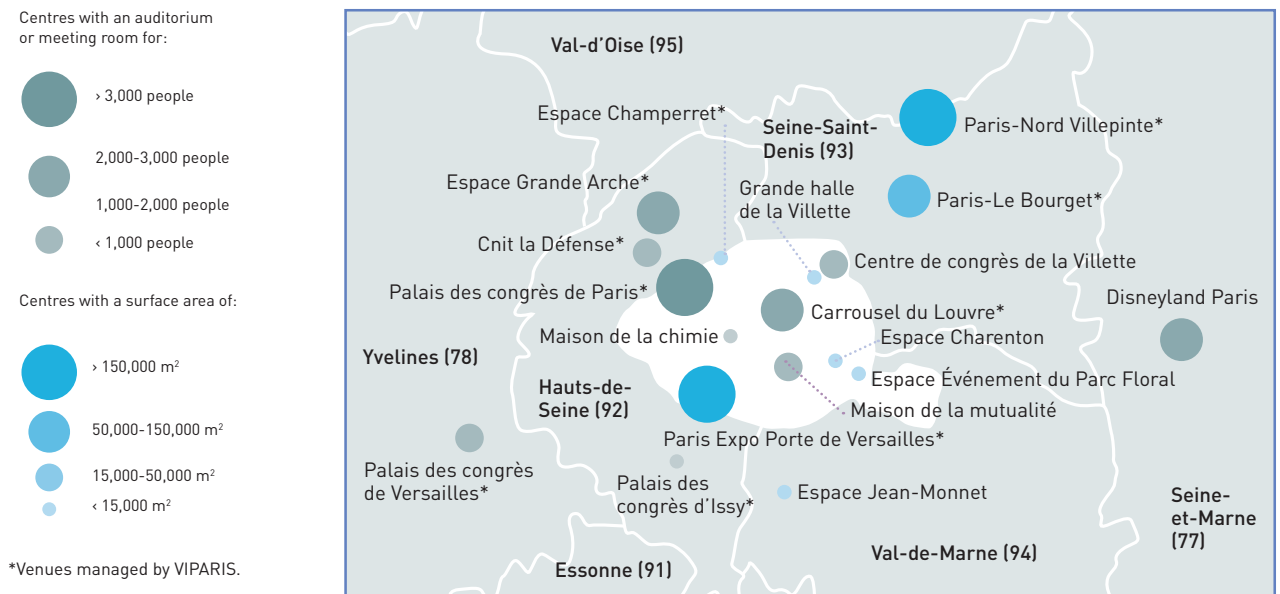 Centres with an auditorium
or meeting room for:
› 3,000 people
2,000-3,000 people
1,000-2,000 people
‹ 1,000 people
Centres with a surface area of:
› 150,000 m²
50,000-150,000 m²
15,000-50,000 m²
‹ 15,000 m²
*Venues managed by VIPARIS.
Val-d’Oise (95)
Espace Champerret*
Seine-Saint-
Denis (93)
Paris-Nord Villepinte*
Espace Grande Arche*
Grande halle
de la Villette
Paris-Le Bourget*
Cnit la Défense*
Centre de congrès de la Villette
Palais des congrès de Paris*
Disneyland Paris
Carrousel du Louvre*
Maison de la chimie
Espace Charenton
Yvelines (78)
Espace Événement du Parc Floral
Hauts-de-
Seine (92)
Maison de la mutualité
Paris Expo Porte de Versailles*
Palais des congrès
de Versailles*
Palais des
congrès d’Issy*
Espace Jean-Monnet
Seine-
et-Marne
(77)
Val-de-Marne (94)
Essonne (91)